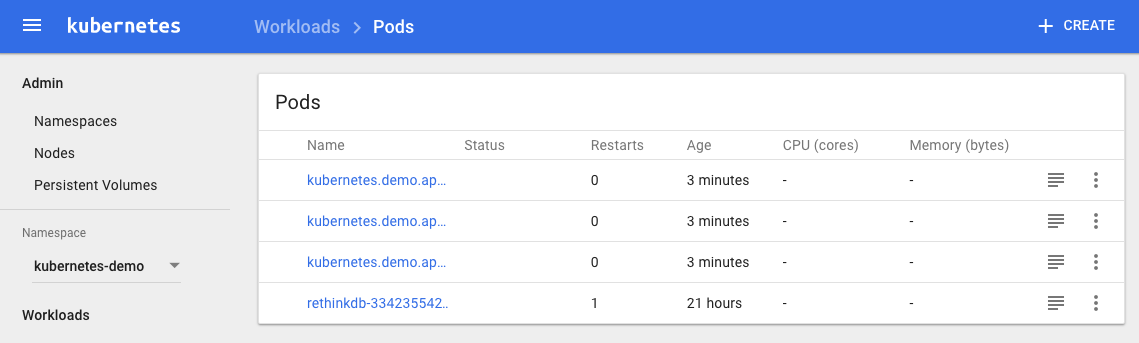 kubernetes Workloads > Pods + CREATE
Admin
Namespaces
Nodes
Persistent Volumes
Namespace
kubernetes-demo
Workloads
Pods
Name Status Restarts Age CPU (cores) Memory (bytes)
kubernetes.demo.ap... 0 3 minutes - -
kubernetes.demo.ap... 0 3 minutes - -
kubernetes.demo.ap... 0 3 minutes - -
rethinkdb-334235542.. 1 21 hours - -